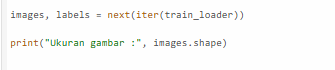 images, labels = next(iter(train_loader))
print("Ukuran gambar :", images.shape)